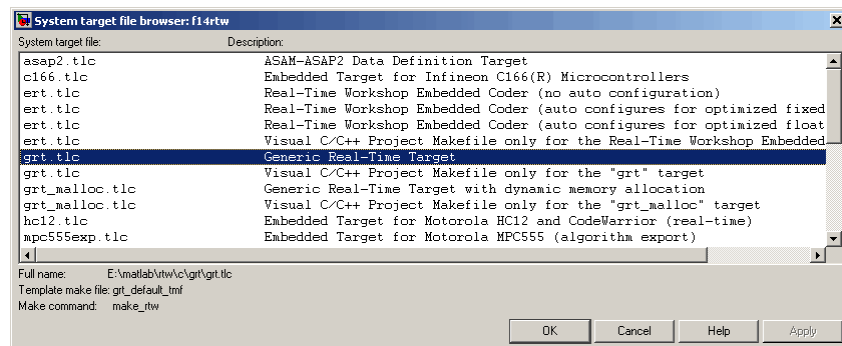 System target file browser: f14rtw
System target file: Description:
asap2.tlc ASAM-ASAP2 Data Definition Target
c166.tlc Embedded Target for Infineon C166(R) Microcontrollers
ert.tlc Real-Time Workshop Embedded Coder (no auto configuration)
ert.tlc Real-Time Workshop Embedded Coder (auto configures for optimized fixed
ert.tlc Real-Time Workshop Embedded Coder (auto configures for optimized float
ert.tlc Visual C/C++ Project Makefile only for the Real-Time Workshop Embedded
grt.tlc Generic Real-Time Target
grt.tlc Visual C/C++ Project Makefile only for the "grt" target
grt_malloc.tlc Generic Real-Time Target with dynamic memory allocation
grt_malloc.tlc Visual C/C++ Project Makefile only for the "grt_malloc" target
hc12.tlc Embedded Target for Motorola HC12 and CodeWarrior (real-time)
mpc555exp.tlc Embedded Target for Motorola MPC555 (algorithm export)
Full name: E:\matlab\rtw\c\grt\grt.tlc
Template make file: grt_default_tmf
Make command: make_rtw
OK Cancel Help Apply